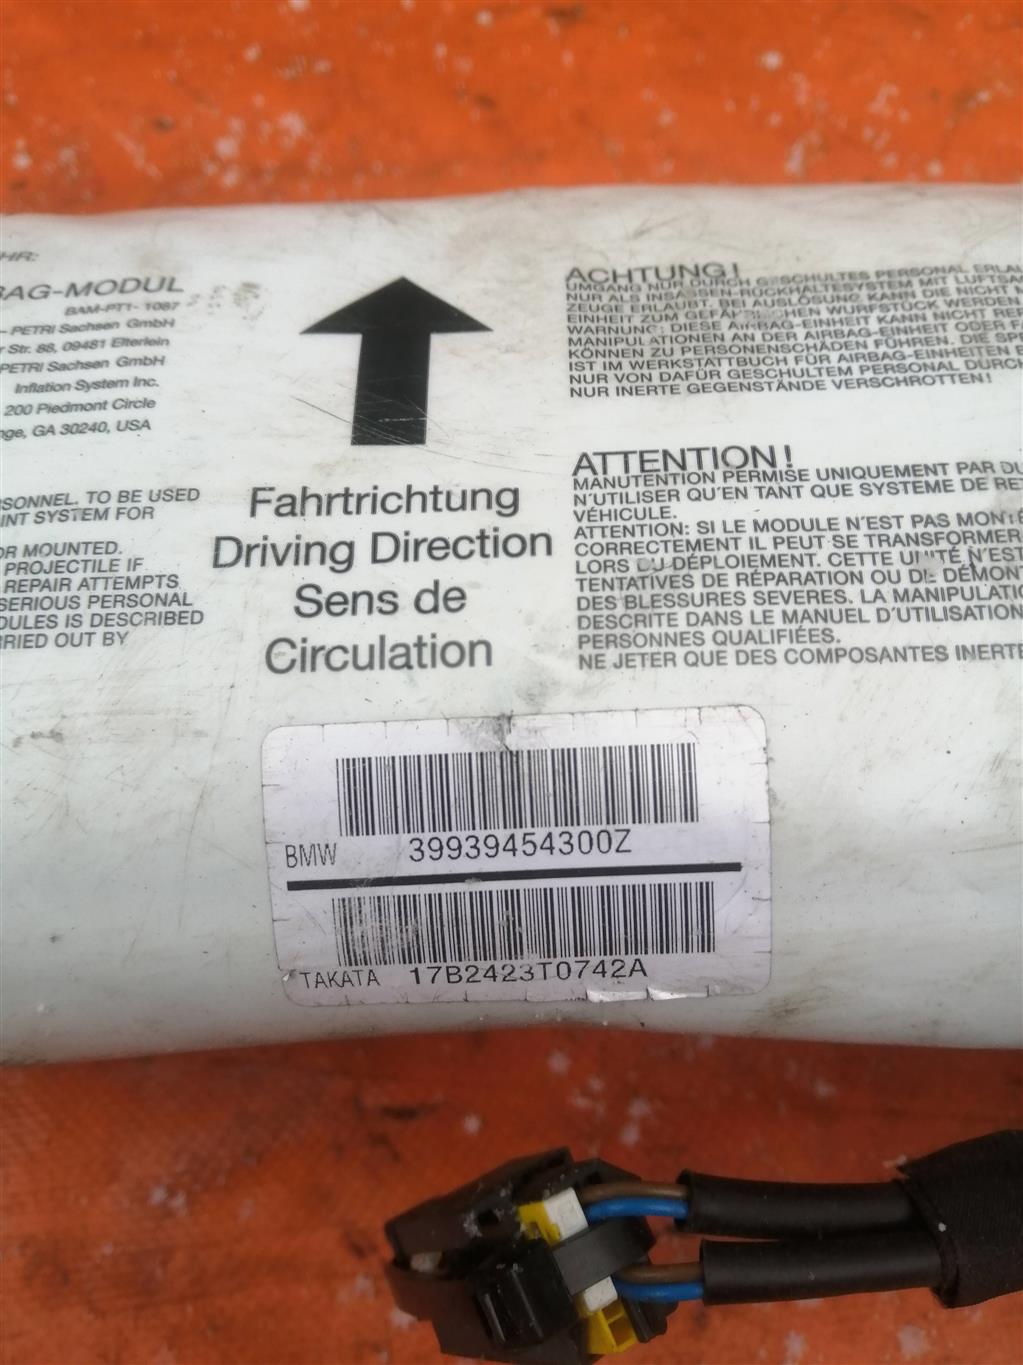 HR:
BAG-MODUL
BAM-PT1- 1087
- PETRI Sachsen GmbH
r Str. 88, 09481 Elterlein
PETRI Sachsen GmbH
Inflation System Inc.
200 Piedmont Circle
nge, GA 30240, USA
RSONNEL. TO BE USED
INT SYSTEM FOR
OR MOUNTED.
PROJECTILE IF
REPAIR ATTEMPTS
SERIOUS PERSONAL
DULES IS DESCRIBED
RRIED OUT BY
Fahrtrichtung
Driving Direction
Sens de
Circulation
ACHTUNG!
UMGANG NUR DURCH GESCHULTES PERSONAL ERLAU
NUR ALS INSASSEN-RÜCKHALTESYSTEM MIT LUFTSA
ZEUGE ERLAUBT. BEI AUSLÖSUNG KANN DIE NICHT M
EINHEIT ZUM GEFÄHRLICHEN WURFSTÜCK WERDEN
WARNUNG: DIESE AIRBAG-EINHEIT KANN NICHT REP
MANIPULATIONEN AN DER AIRBAG-EINHEIT ODER FA
KÖNNEN ZU PERSONENSCHÄDEN FÜHREN. DIE SPE
IST IM WERKSTATTBUCH FÜR AIRBAG-EINHEITEN B
NUR VON DAFÜR GESCHULTEM PERSONAL DURCH
NUR INERTE GEGENSTÄNDE VERSCHROTTEN!
ATTENTION!
MANUTENTION PERMISE UNIQUEMENT PAR DU
N'UTILISER QU'EN TANT QUE SYSTEME DE RET
VÉHICULE.
ATTENTION: SI LE MODULE N'EST PAS MONTÉ
CORRECTEMENT IL PEUT SE TRANSFORMER
LORS DU DÉPLOIEMENT. CETTE UNITÉ N'EST
TENTATIVES DE RÉPARATION OU DE DÉMONT
DES BLESSURES SEVERES. LA MANIPULATIO
DESCRITE DANS LE MANUEL D'UTILISATION
PERSONNES QUALIFIÉES.
NE JETER QUE DES COMPOSANTES INERTE
BMW 39939454300Z
TAKATA 17B2423T0742A